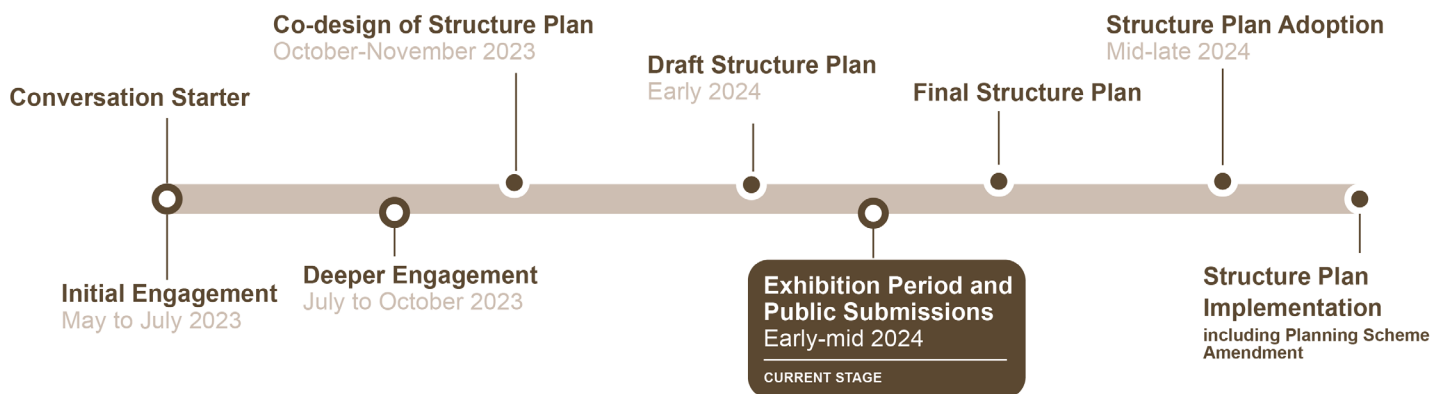 Conversation Starter
Initial Engagement
May to July 2023
Deeper Engagement
July to October 2023
Co-design of Structure Plan
October-November 2023
Draft Structure Plan
Early 2024
Exhibition Period and
Public Submissions
Early-mid 2024
CURRENT STAGE
Final Structure Plan
Structure Plan Adoption
Mid-late 2024
Structure Plan
Implementation
including Planning Scheme
Amendment